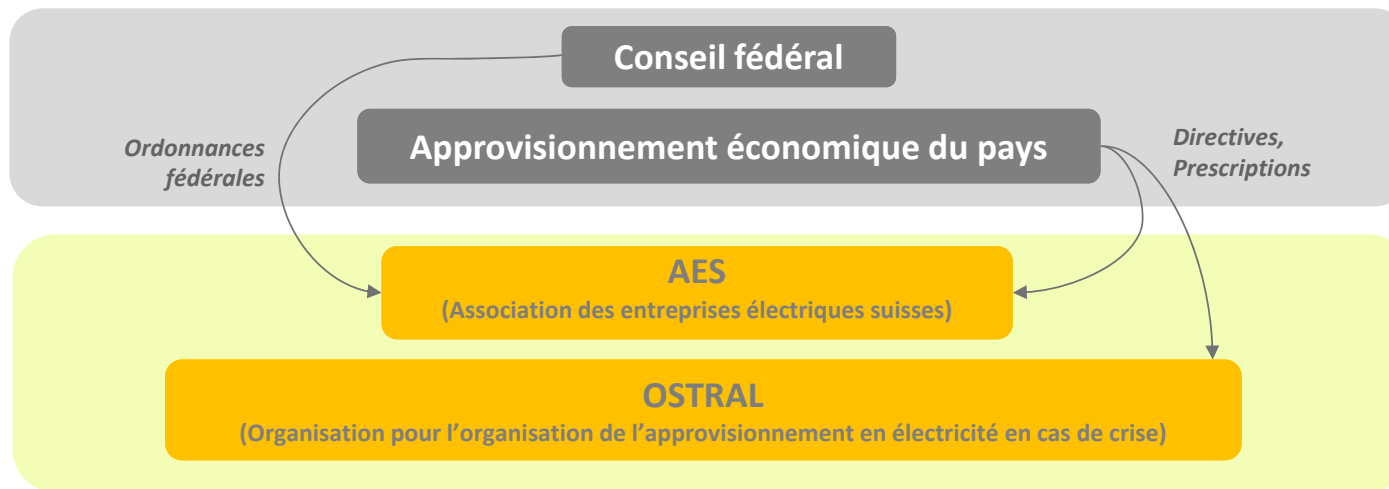 Conseil fédéral
Ordonnances
fédérales
Approvisionnement économique du pays
Directives,
Prescriptions
AES
(Association des entreprises électriques suisses)
OSTRAL
(Organisation pour l’organisation de l’approvisionnement en électricité en cas de crise)